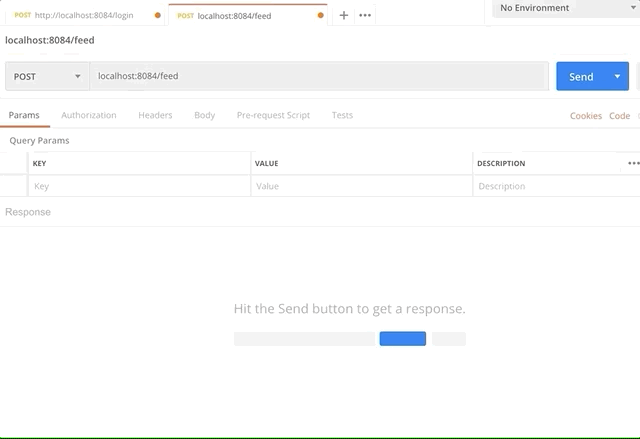 POST http://localhost:8084/login POST localhost:8084/feed No Environment
localhost:8084/feed
POST localhost:8084/feed Send
Params Authorization Headers Body Pre-request Script Tests Cookies Code
Query Params
KEY VALUE DESCRIPTION
Key Value Description
Response
Hit the Send button to get a response.